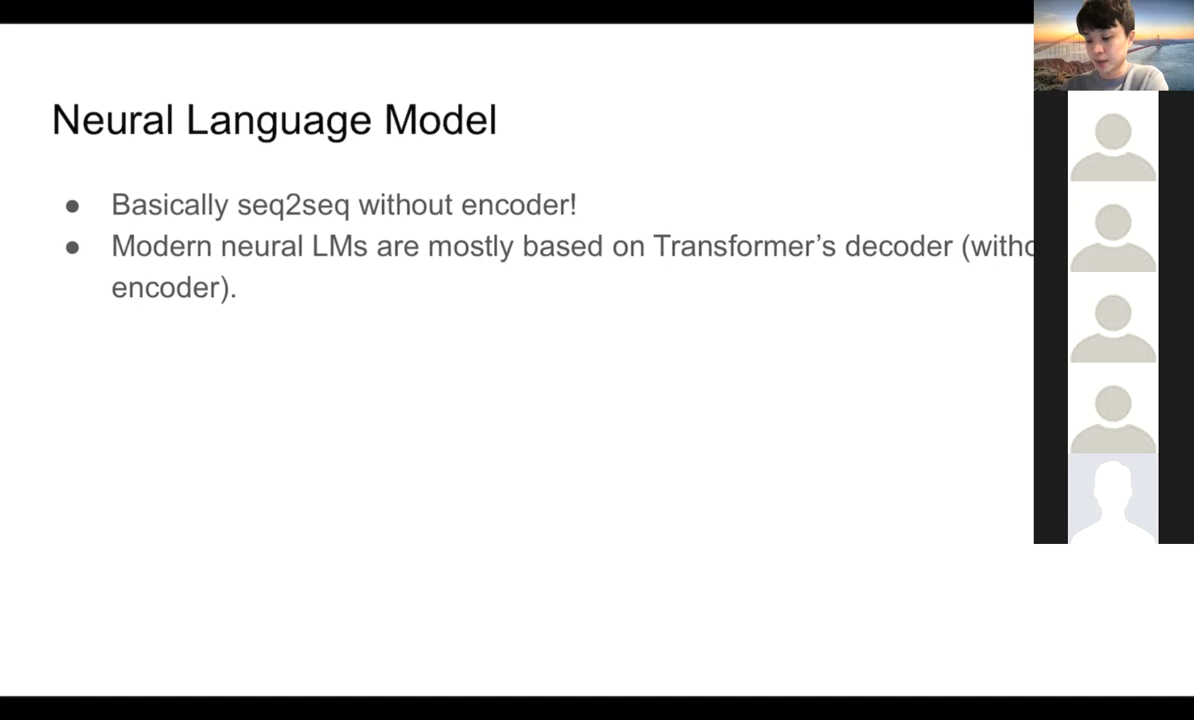 Neural Language Model
● Basically seq2seq without encoder!
● Modern neural LMs are mostly based on Transformer’s decoder
encoder).